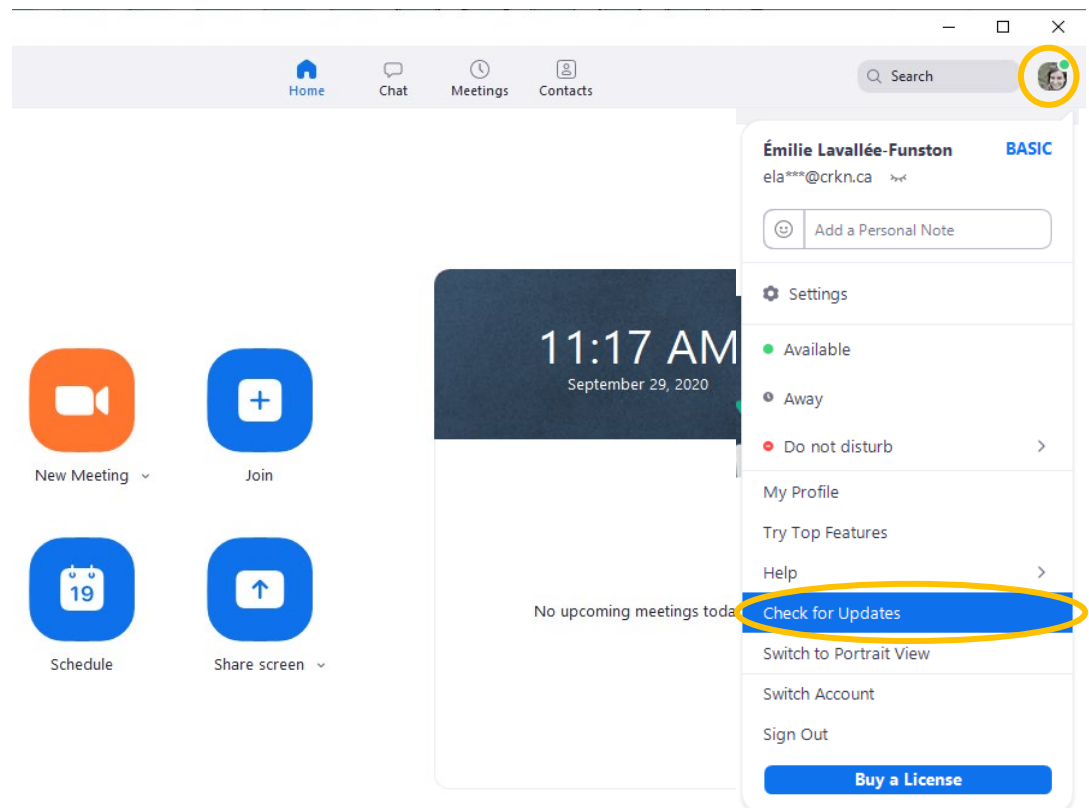 Home
Chat
Meetings
Contacts
Search
Émilie Lavallée-Funston BASIC
ela***@crkn.ca
Add a Personal Note
Settings
Available
Away
Do not disturb
My Profile
Try Top Features
Help
Check for Updates
Switch to Portrait View
Switch Account
Sign Out
Buy a License
11:17 AM
September 29, 2020
No upcoming meetings toda
New Meeting
Join
19
Schedule
Share screen